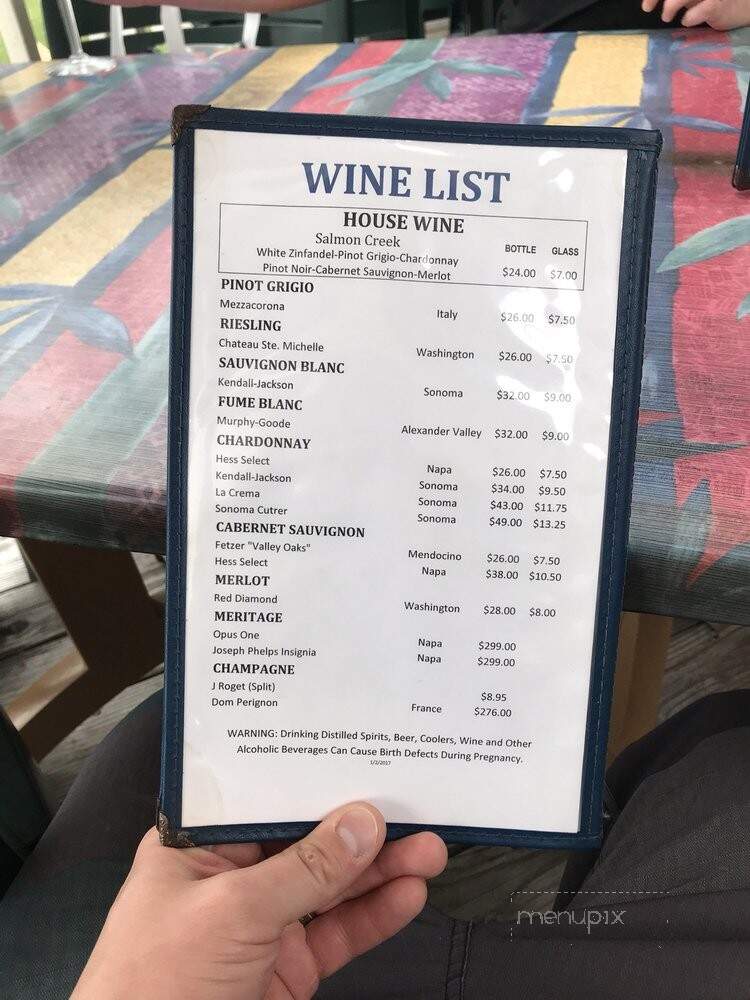 WINE LIST
HOUSE WINE
Salmon Creek BOTTLE GLASS
White Zinfandel-Pinot Grigio-Chardonnay
Pinot Noir-Cabernet Sauvignon-Merlot $24.00 $7.00
PINOT GRIGIO
Mezzacorona Italy $26.00 $7.50
RIESLING
Chateau Ste. Michelle Washington $26.00 $7.50
SAUVIGNON BLANC
Kendall-Jackson Sonoma $32.00 $9.00
FUME BLANC
Murphy-Goode Alexander Valley $32.00 $9.00
CHARDONNAY
Hess Select Napa $26.00 $7.50
Kendall-Jackson Sonoma $34.00 $9.50
La Crema Sonoma $43.00 $11.75
Sonoma Cutrer Sonoma $49.00 $13.25
CABERNET SAUVIGNON
Fetzer "Valley Oaks" Mendocino $26.00 $7.50
Hess Select Napa $38.00 $10.50
MERLOT
Red Diamond Washington $28.00 $8.00
MERITAGE
Opus One Napa $299.00
Joseph Phelps Insignia Napa $299.00
CHAMPAGNE
J Roget (Split) $8.95
Dom Perignon France $276.00
WARNING: Drinking Distilled Spirits, Beer, Coolers, Wine and Other
Alcoholic Beverages Can Cause Birth Defects During Pregnancy.
1/2/2017
menupix